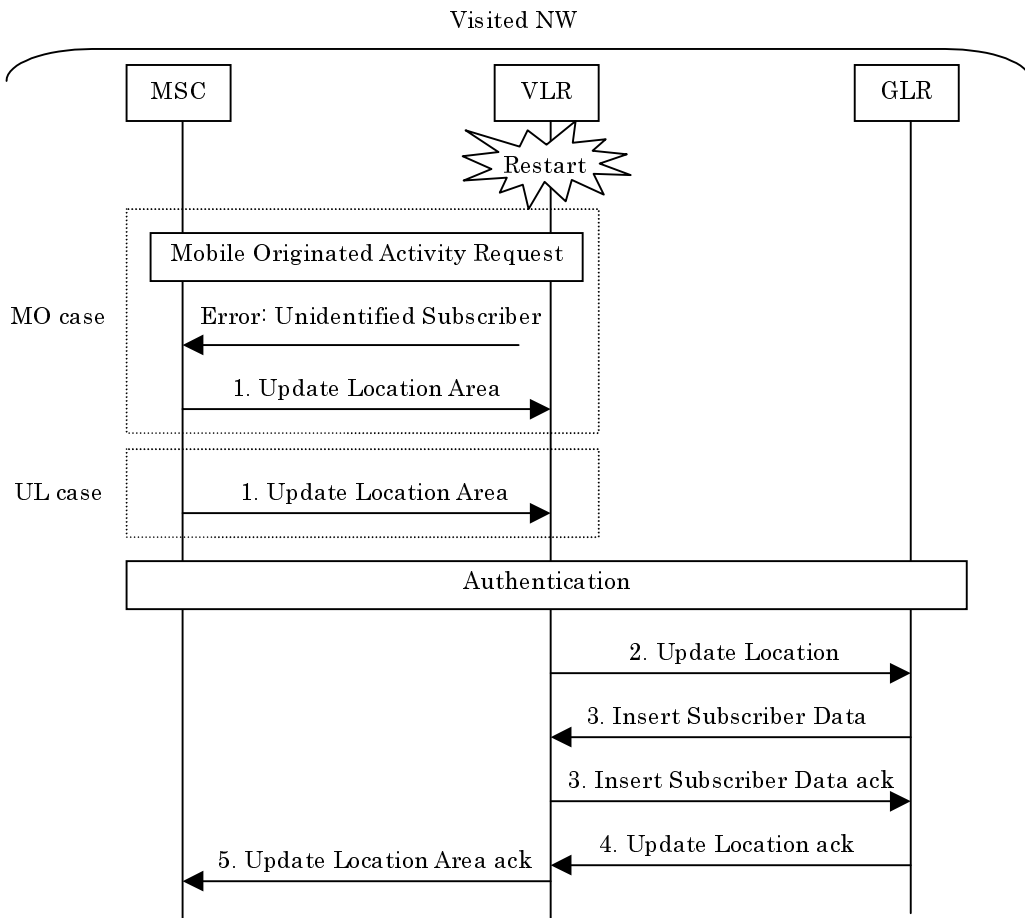 Visited NW
MSC
VLR
GLR
Restart
Mobile Originated Activity Request
MO case
Error: Unidentified Subscriber
1. Update Location Area
UL case
1. Update Location Area
Authentication
2. Update Location
3. Insert Subscriber Data
3. Insert Subscriber Data ack
4. Update Location ack
5. Update Location Area ack